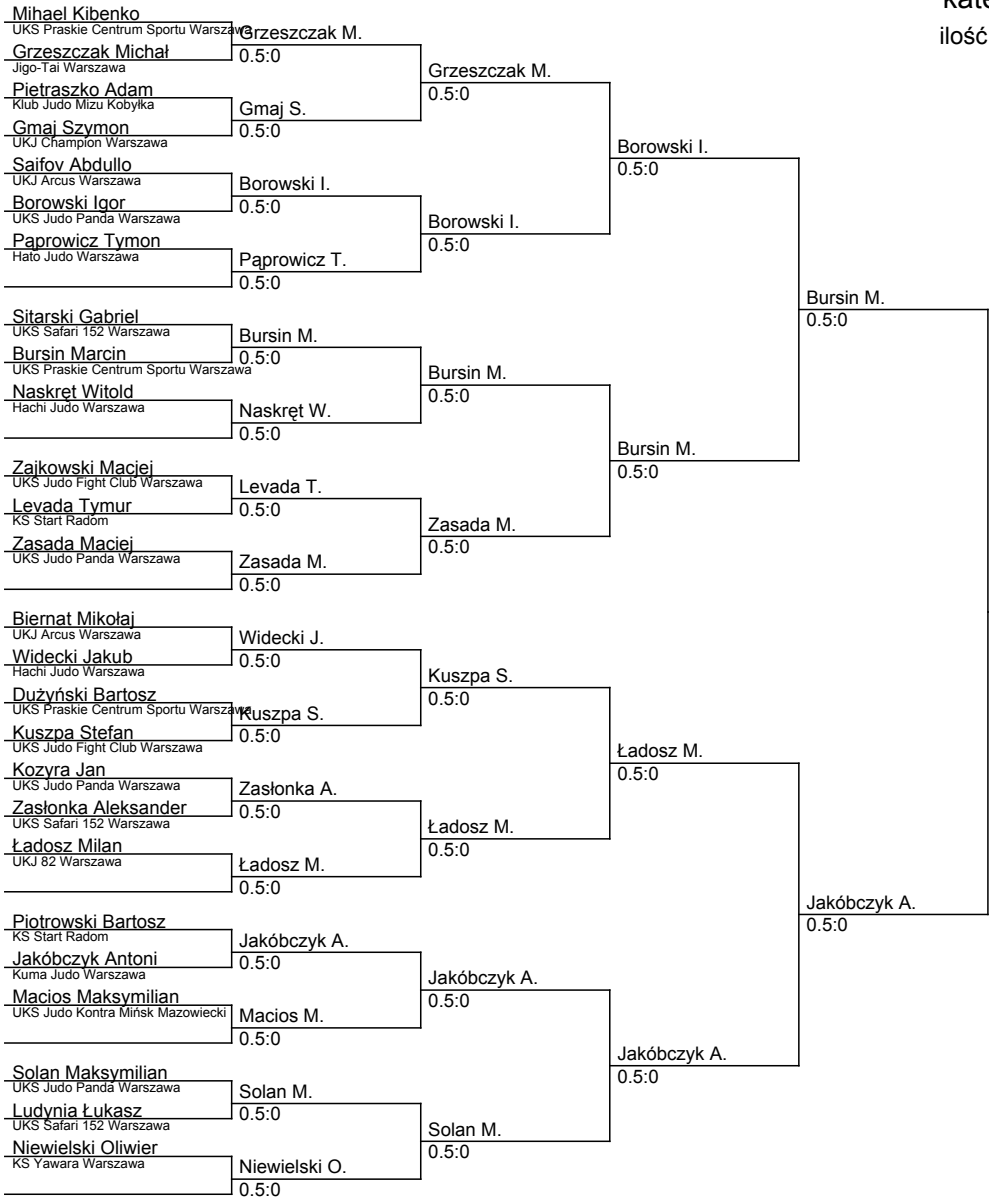 kate
ilość
Mihael Kibenko
UKS Praskie Centrum Sportu Warszawa
Grzeszczak Michał
Jigo-Tai Warszawa
Pietraszko Adam
Klub Judo Mizu Kobyłka
Gmaj Szymon
UKJ Champion Warszawa
Saifov Abdullo
UKJ Arcus Warszawa
Borowski Igor
UKS Judo Panda Warszawa
Pąprowicz Tymon
Hato Judo Warszawa
Sitarski Gabriel
UKS Safari 152 Warszawa
Bursin Marcin
UKS Praskie Centrum Sportu Warszawa
Naskręt Witold
Hachi Judo Warszawa
Zajkowski Maciej
UKS Judo Fight Club Warszawa
Levada Tymur
KS Start Radom
Zasada Maciej
UKS Judo Panda Warszawa
Biernat Mikołaj
UKJ Arcus Warszawa
Widecki Jakub
Hachi Judo Warszawa
Dużyński Bartosz
UKS Praskie Centrum Sportu Warszawa
Kuszpa Stefan
UKS Judo Fight Club Warszawa
Kozyra Jan
UKS Judo Panda Warszawa
Zasłonka Aleksander
UKS Safari 152 Warszawa
Ładosz Milan
UKJ 82 Warszawa
Piotrowski Bartosz
KS Start Radom
Jakóbczyk Antoni
Kuma Judo Warszawa
Macios Maksymilian
UKS Judo Kontra Mińsk Mazowiecki
Solan Maksymilian
UKS Judo Panda Warszawa
Ludynia Łukasz
UKS Safari 152 Warszawa
Niewielski Oliwier
KS Yawara Warszawa
Grzeszczak M.
0.5:0
Gmaj S.
0.5:0
Borowski I.
0.5:0
Pąprowicz T.
0.5:0
Bursin M.
0.5:0
Naskręt W.
0.5:0
Levada T.
0.5:0
Zasada M.
0.5:0
Widecki J.
0.5:0
Kuszpa S.
0.5:0
Zasłonka A.
0.5:0
Ładosz M.
0.5:0
Jakóbczyk A.
0.5:0
Macios M.
0.5:0
Solan M.
0.5:0
Niewielski O.
0.5:0
Grzeszczak M.
0.5:0
Borowski I.
0.5:0
Bursin M.
0.5:0
Zasada M.
0.5:0
Kuszpa S.
0.5:0
Ładosz M.
0.5:0
Jakóbczyk A.
0.5:0
Solan M.
0.5:0
Borowski I.
0.5:0
Bursin M.
0.5:0
Ładosz M.
0.5:0
Jakóbczyk A.
0.5:0
Bursin M.
0.5:0
Jakóbczyk A.
0.5:0